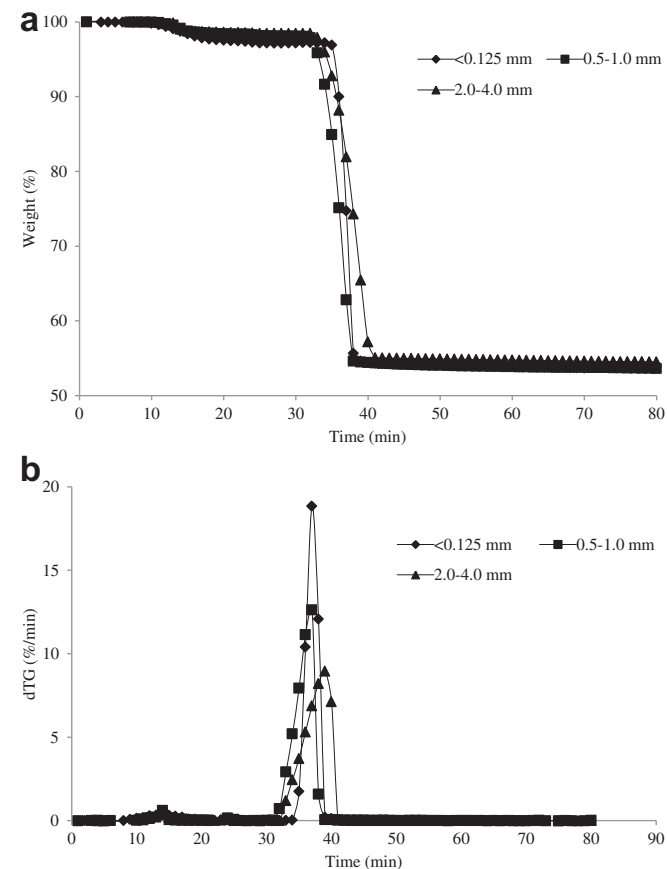 a
100
90
80
70
60
50
Weight (%)
<0.125 mm 0.5-1.0 mm
2.0-4.0 mm
0 10 20 30 40 50 60 70 80
Time (min)
b
20
15
10
5
0
dTG (%/min)
<0.125 mm 0.5-1.0 mm
2.0-4.0 mm
0 10 20 30 40 50 60 70 80 90
Time (min)